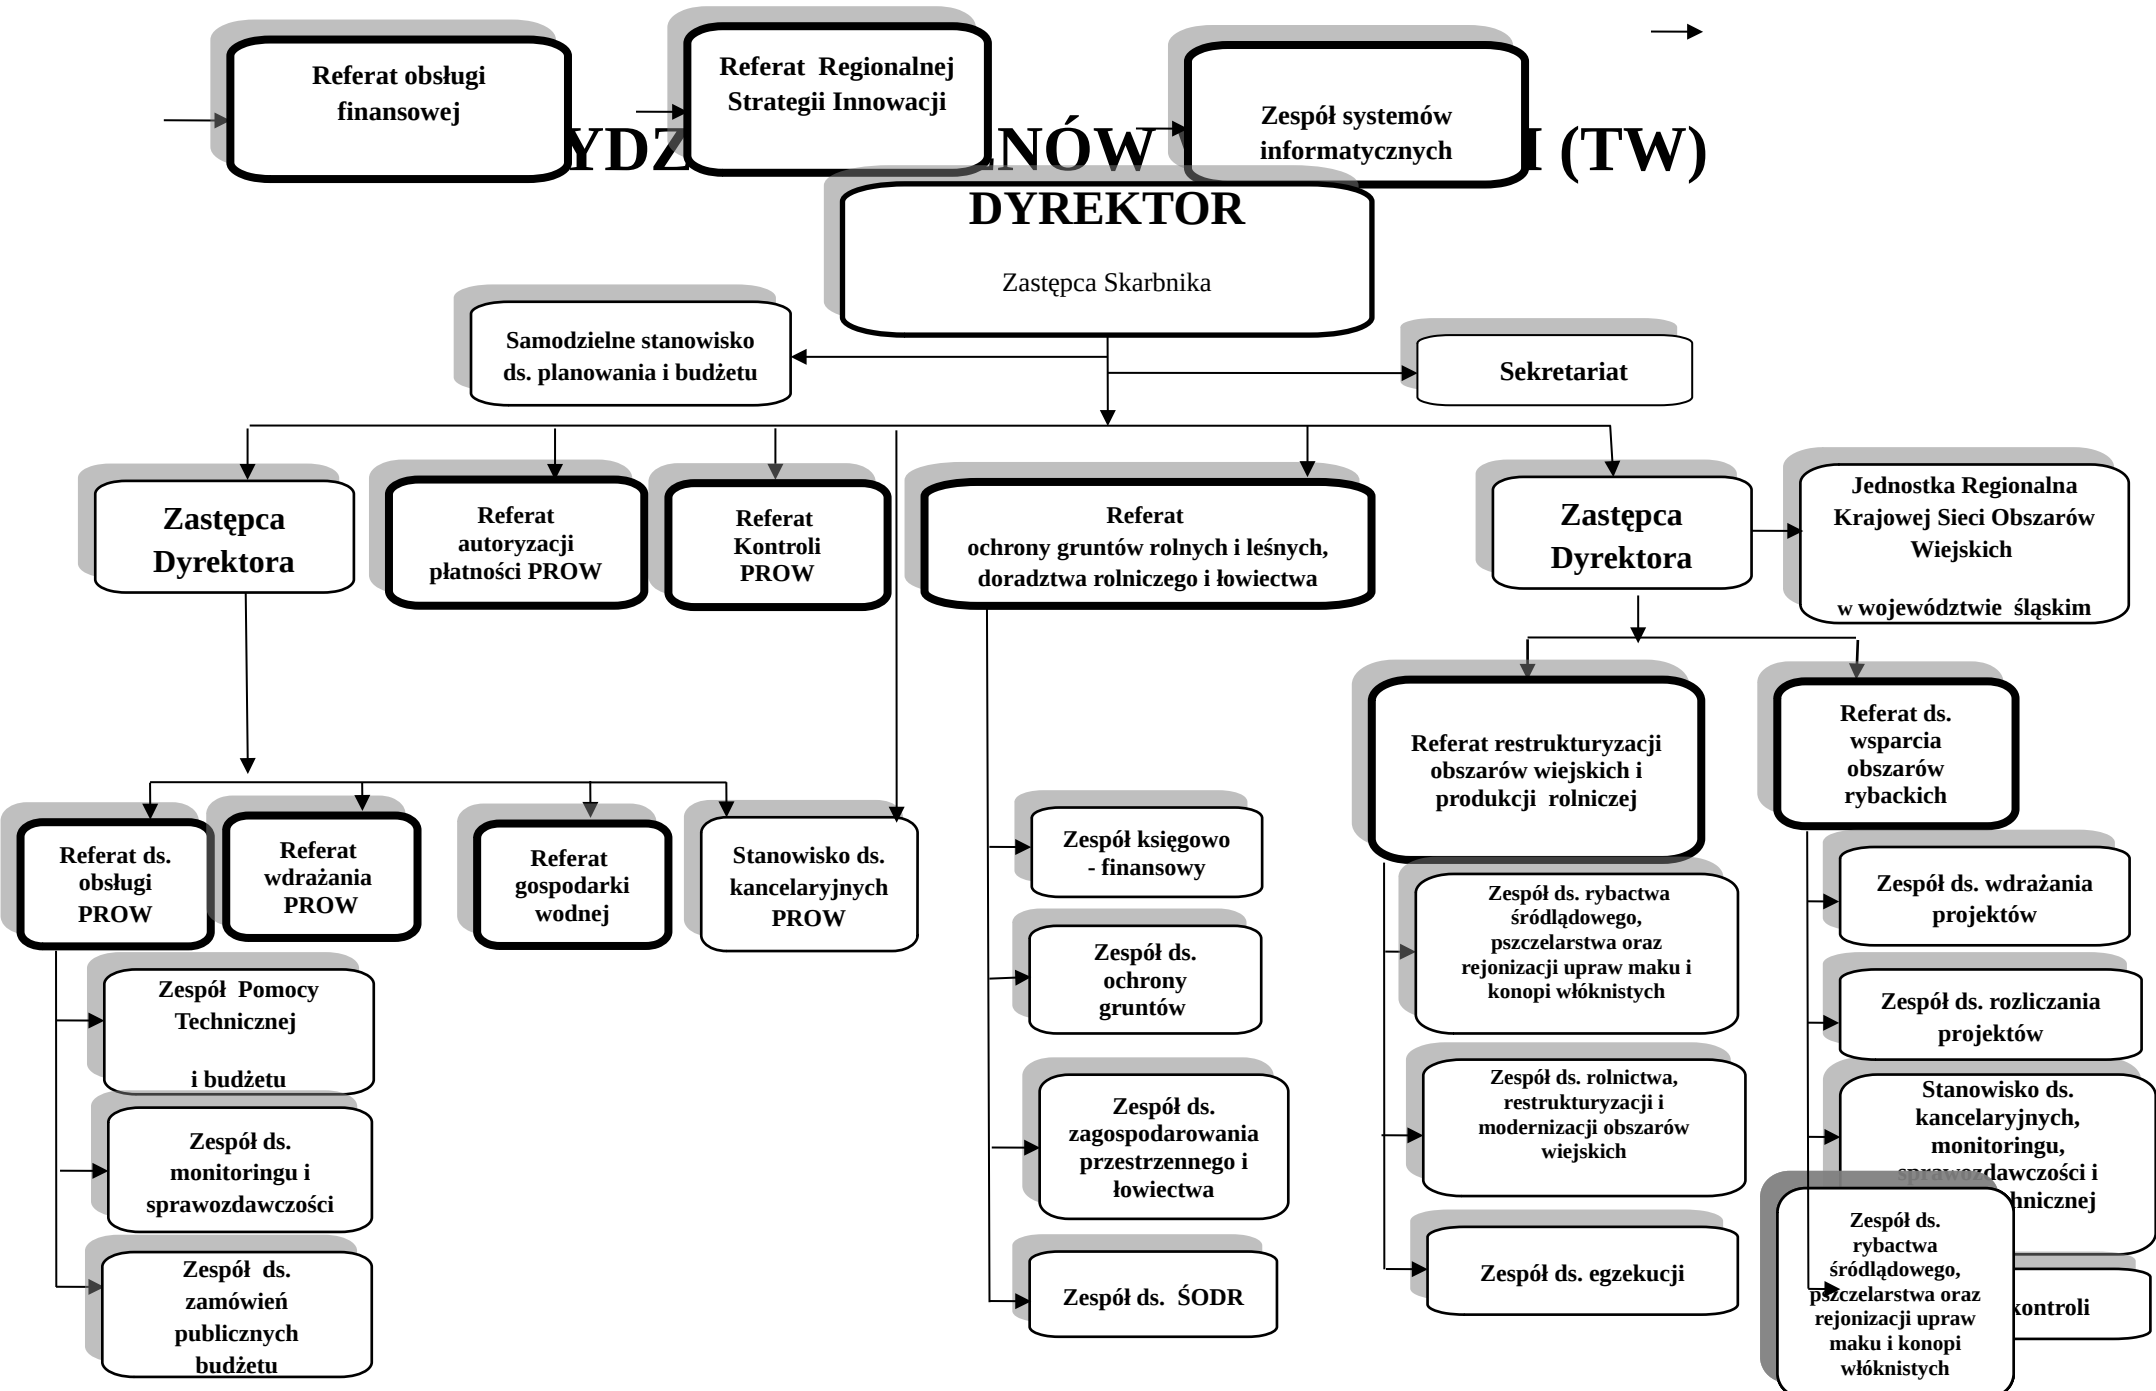 Referat obsługi
finansowej
Referat Regionalnej
Strategii Innowacji
Zespół systemów
informatycznych
(TW)
DYREKTOR
Zastępca Skarbnika
Samodzielne stanowisko
ds. planowania i budżetu
Sekretariat
Zastępca
Dyrektora
Referat
autoryzacji
płatności PROW
Referat
Kontroli
PROW
Referat
ochrony gruntów rolnych i leśnych,
doradztwa rolniczego i łowiectwa
Zastępca
Dyrektora
Jednostka Regionalna
Krajowej Sieci Obszarów
Wiejskich
w województwie śląskim
Referat restrukturyzacji
obszarów wiejskich i
produkcji rolniczej
Referat ds.
wsparcia
obszarów
rybackich
Referat ds.
obsługi
PROW
Referat
wdrażania
PROW
Referat
gospodarki
wodnej
Stanowisko ds.
kancelaryjnych
PROW
Zespół Pomocy
Technicznej
i budżetu
Zespół ds.
monitoringu i
sprawozdawczości
Zespół ds.
zamówień
publicznych
budżetu
Zespół księgowo
- finansowy
Zespół ds.
ochrony
gruntów
Zespół ds.
zagospodarowania
przestrzennego i
łowiectwa
Zespół ds. ŚODR
Zespół ds. rybactwa
śródlądowego,
pszczelarstwa oraz
rejonizacji upraw maku i
konopi włóknistych
Zespół ds. rolnictwa,
restrukturyzacji i
modernizacji obszarów
wiejskich
Zespół ds. egzekucji
Zespół ds. wdrażania
projektów
Zespół ds. rozliczania
projektów
Stanowisko ds.
kancelaryjnych,
monitoringu,
sprawozdawczości i
Zespół ds.
rybactwa
śródlądowego,
pszczelarstwa oraz
rejonizacji upraw
maku i konopi
włóknistych
kontroli